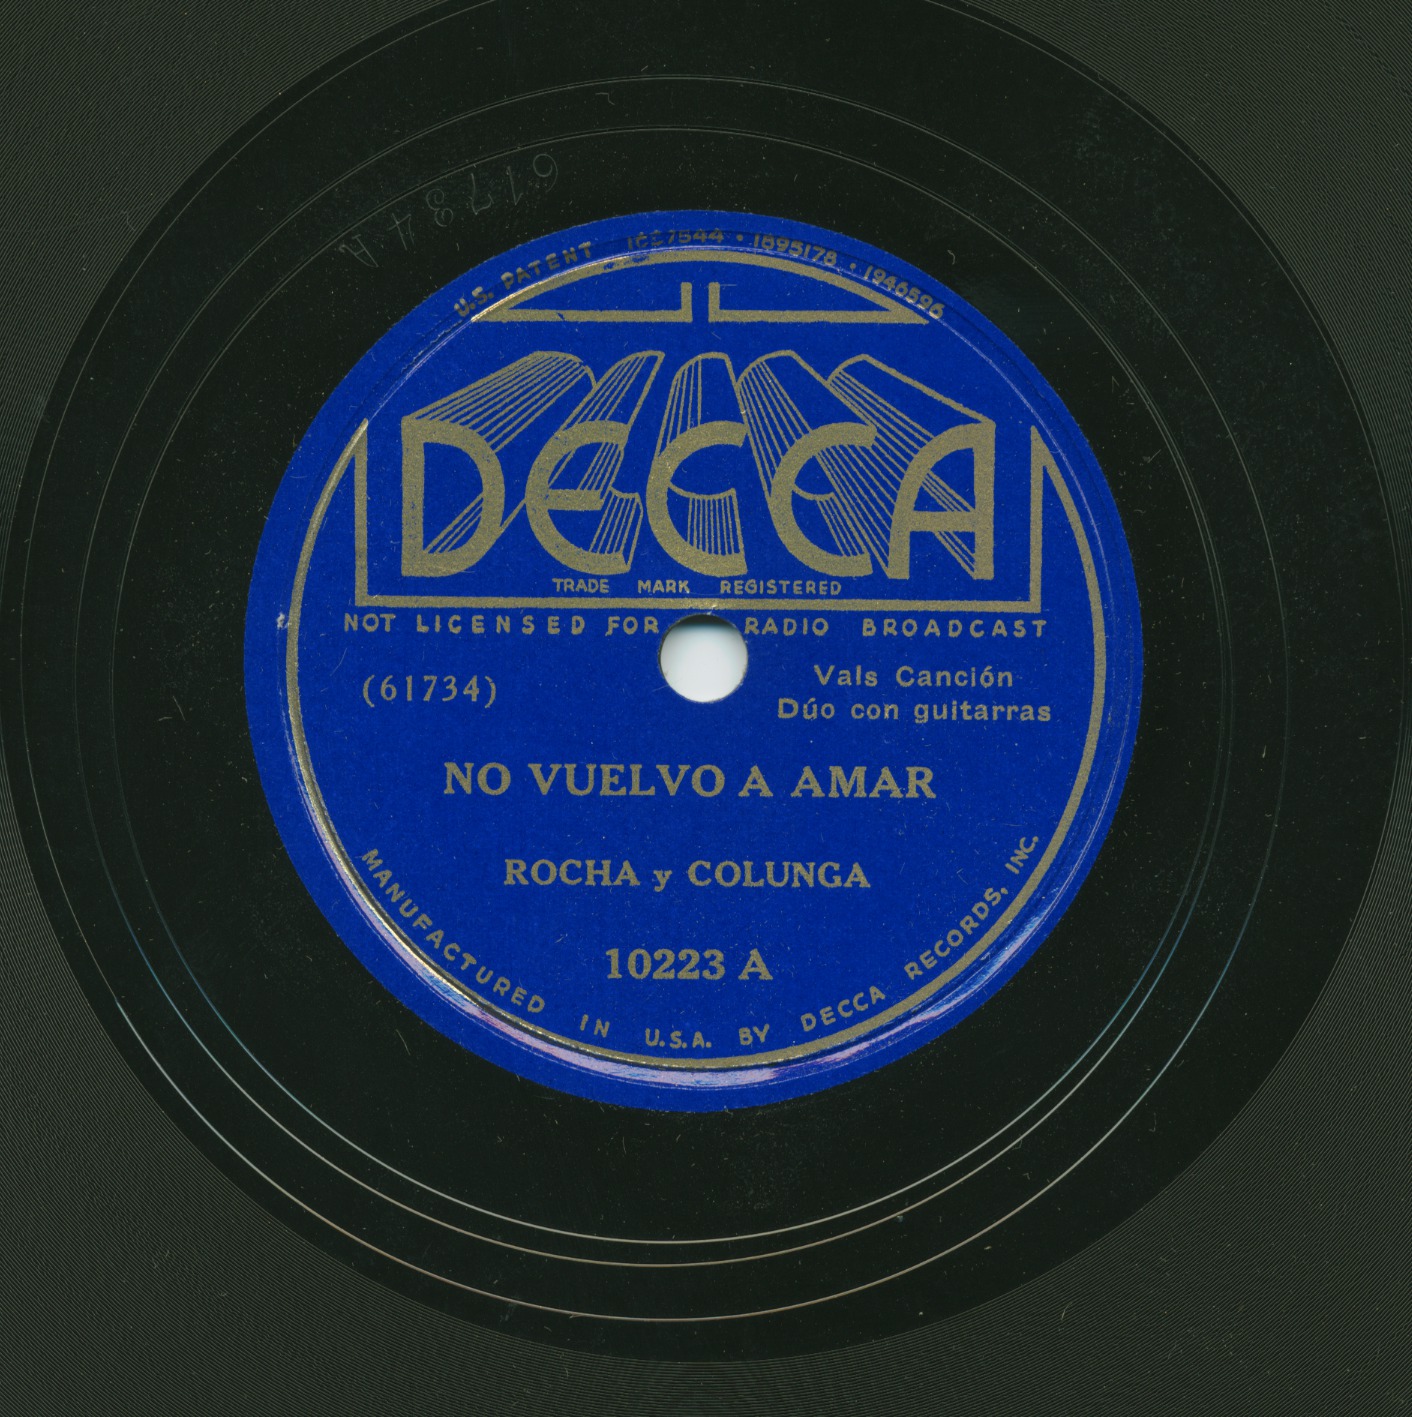 U.S. PATENT 1637544 • 1595178 • 1946596
DECCA
TRADE MARK REGISTERED
NOT LICENSED FOR RADIO BROADCAST
(61734)
Vals Canción
Dúo con guitarras
NO VUELVO A AMAR
ROCHA y COLUNGA
10223 A
MANUFACTURED IN U.S.A. BY DECCA RECORDS, INC.
61734 A